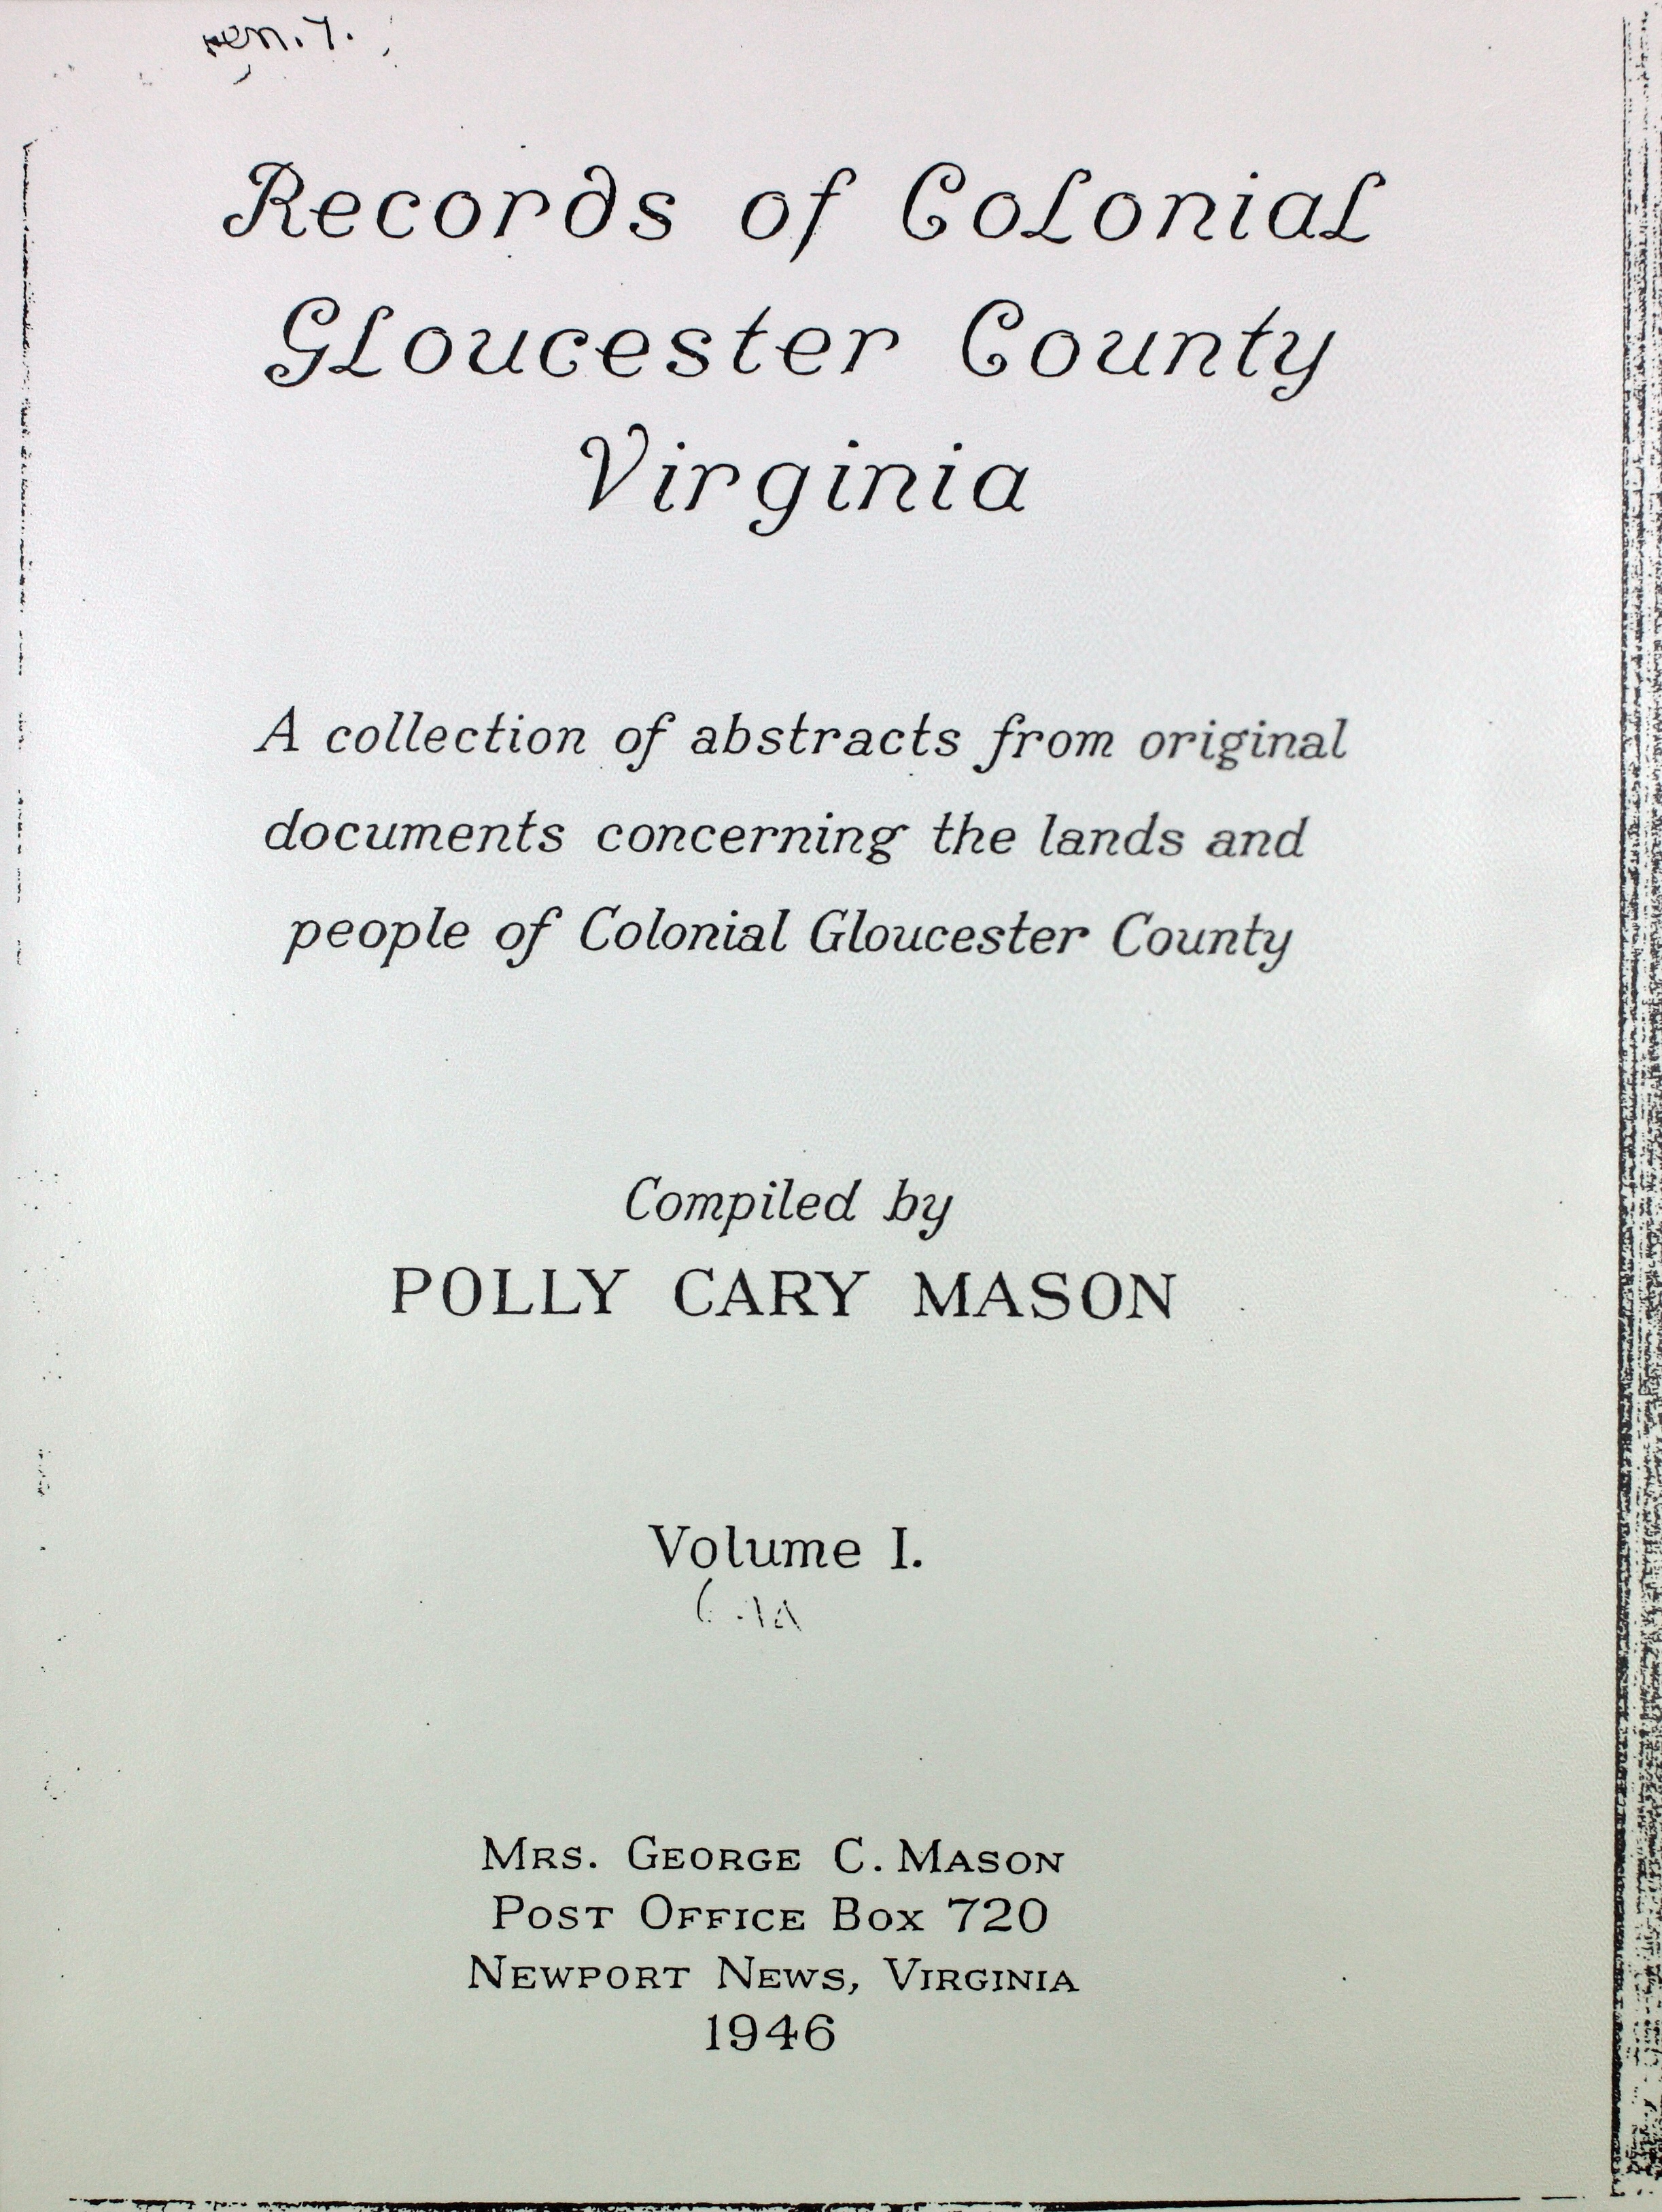 Records of Colonial
Gloucester County
Virginia
A collection of abstracts from original
documents concerning the lands and
people of Colonial Gloucester County
Compiled by
POLLY CARY MASON
Volume I.
MRS. GEORGE C. MASON
POST OFFICE BOX 720
NEWPORT NEWS, VIRGINIA
1946